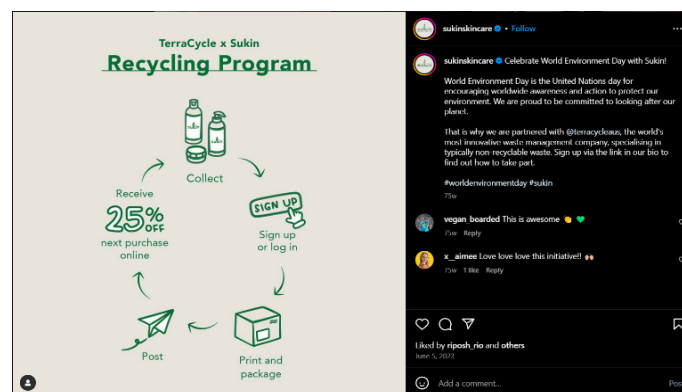 TerraCycle x Sukin
Recycling Program
Collect
SIGN UP
Sign up
or log in
Print and
package
Post
Receive
25%
OFF
next purchase
online
sukinskincare • Follow
sukinskincare Celebrate World Environment Day with Sukin!
World Environment Day is the United Nations day for
encouraging worldwide awareness and action to protect our
environment. We are proud to be committed to looking after our
planet.
That is why we are partnered with @terracycleaus, the world's
most innovative waste management company, specialising in
typically non-recyclable waste. Sign up via the link in our bio to
find out how to take part.
#worldenvironmentday #sukin
75w
vegan_bearded This is awesome 👏 💚
75w Reply
x__aimee Love love love this initiative!! 🙌🏼
75w 1 like Reply
Liked by riposh_rio and others
June 5, 2023
Add a comment...
Pos